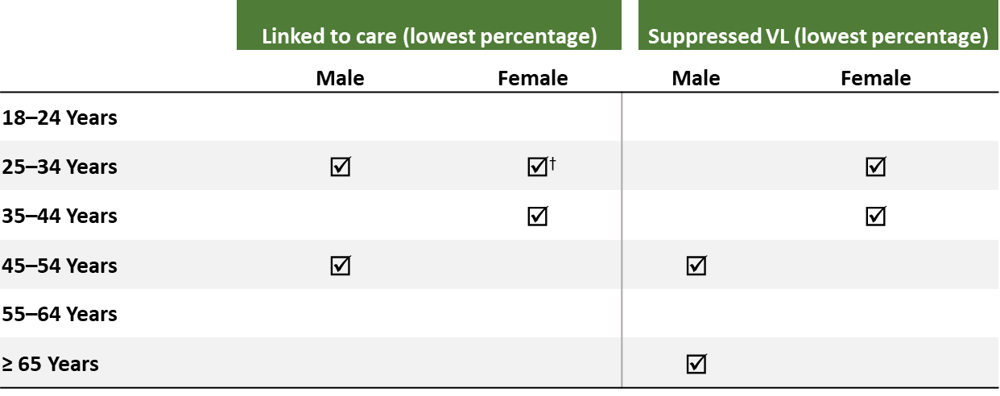 Linked to care (lowest percentage) Suppressed VL (lowest percentage)
Male Female Male Female
18–24 Years
25–34 Years ☑ ☑† ☑
35–44 Years ☑ ☑
45–54 Years ☑ ☑
55–64 Years
≥ 65 Years ☑